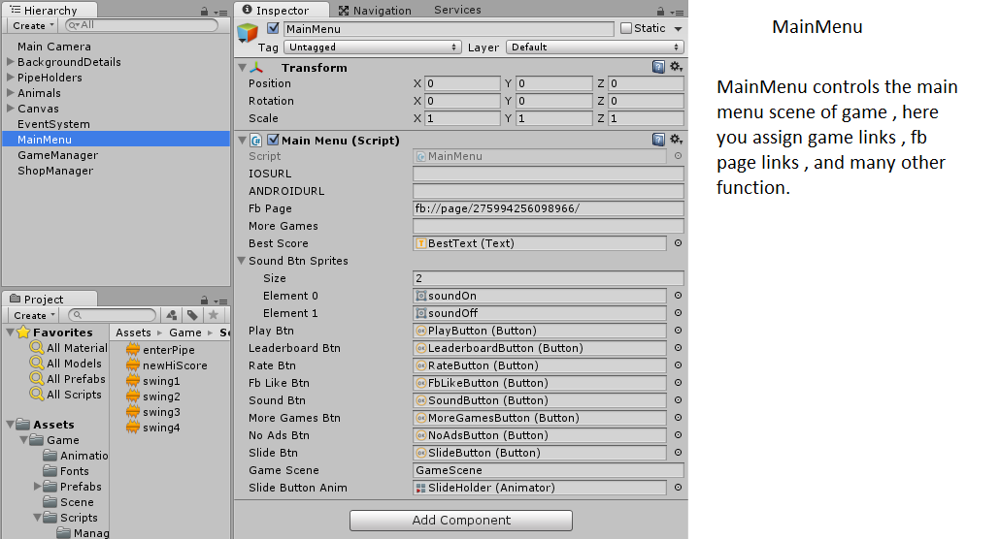 Hierarchy
Create
All
Main Camera
BackgroundDetails
PipeHolders
Animals
Canvas
EventSystem
MainMenu
GameManager
ShopManager
Project
Create
Favorites
All Material
All Models
All Prefabs
All Scripts
Assets
Game
Animatio
Fonts
Prefabs
Scene
Scripts
Manag
Assets Game Sc
enterPipe
newHiScore
swing1
swing2
swing3
swing4
Inspector Navigation Services
MainMenu Static
Tag Untagged Layer Default
Transform
Position X 0 Y 0 Z 0
Rotation X 0 Y 0 Z 0
Scale X 1 Y 1 Z 1
Main Menu (Script)
Script MainMenu
IOSURL
ANDROIDURL
Fb Page fb://page/275994256098966/
More Games
Best Score BestText (Text)
Sound Btn Sprites
Size 2
Element 0 soundOn
Element 1 soundOff
Play Btn PlayButton (Button)
Leaderboard Btn LeaderboardButton (Button)
Rate Btn RateButton (Button)
Fb Like Btn FbLikeButton (Button)
Sound Btn SoundButton (Button)
More Games Btn MoreGamesButton (Button)
No Ads Btn NoAdsButton (Button)
Slide Btn SlideButton (Button)
Game Scene GameScene
Slide Button Anim SlideHolder (Animator)
Add Component
MainMenu
MainMenu controls the main
menu scene of game , here
you assign game links , fb
page links , and many other
function.